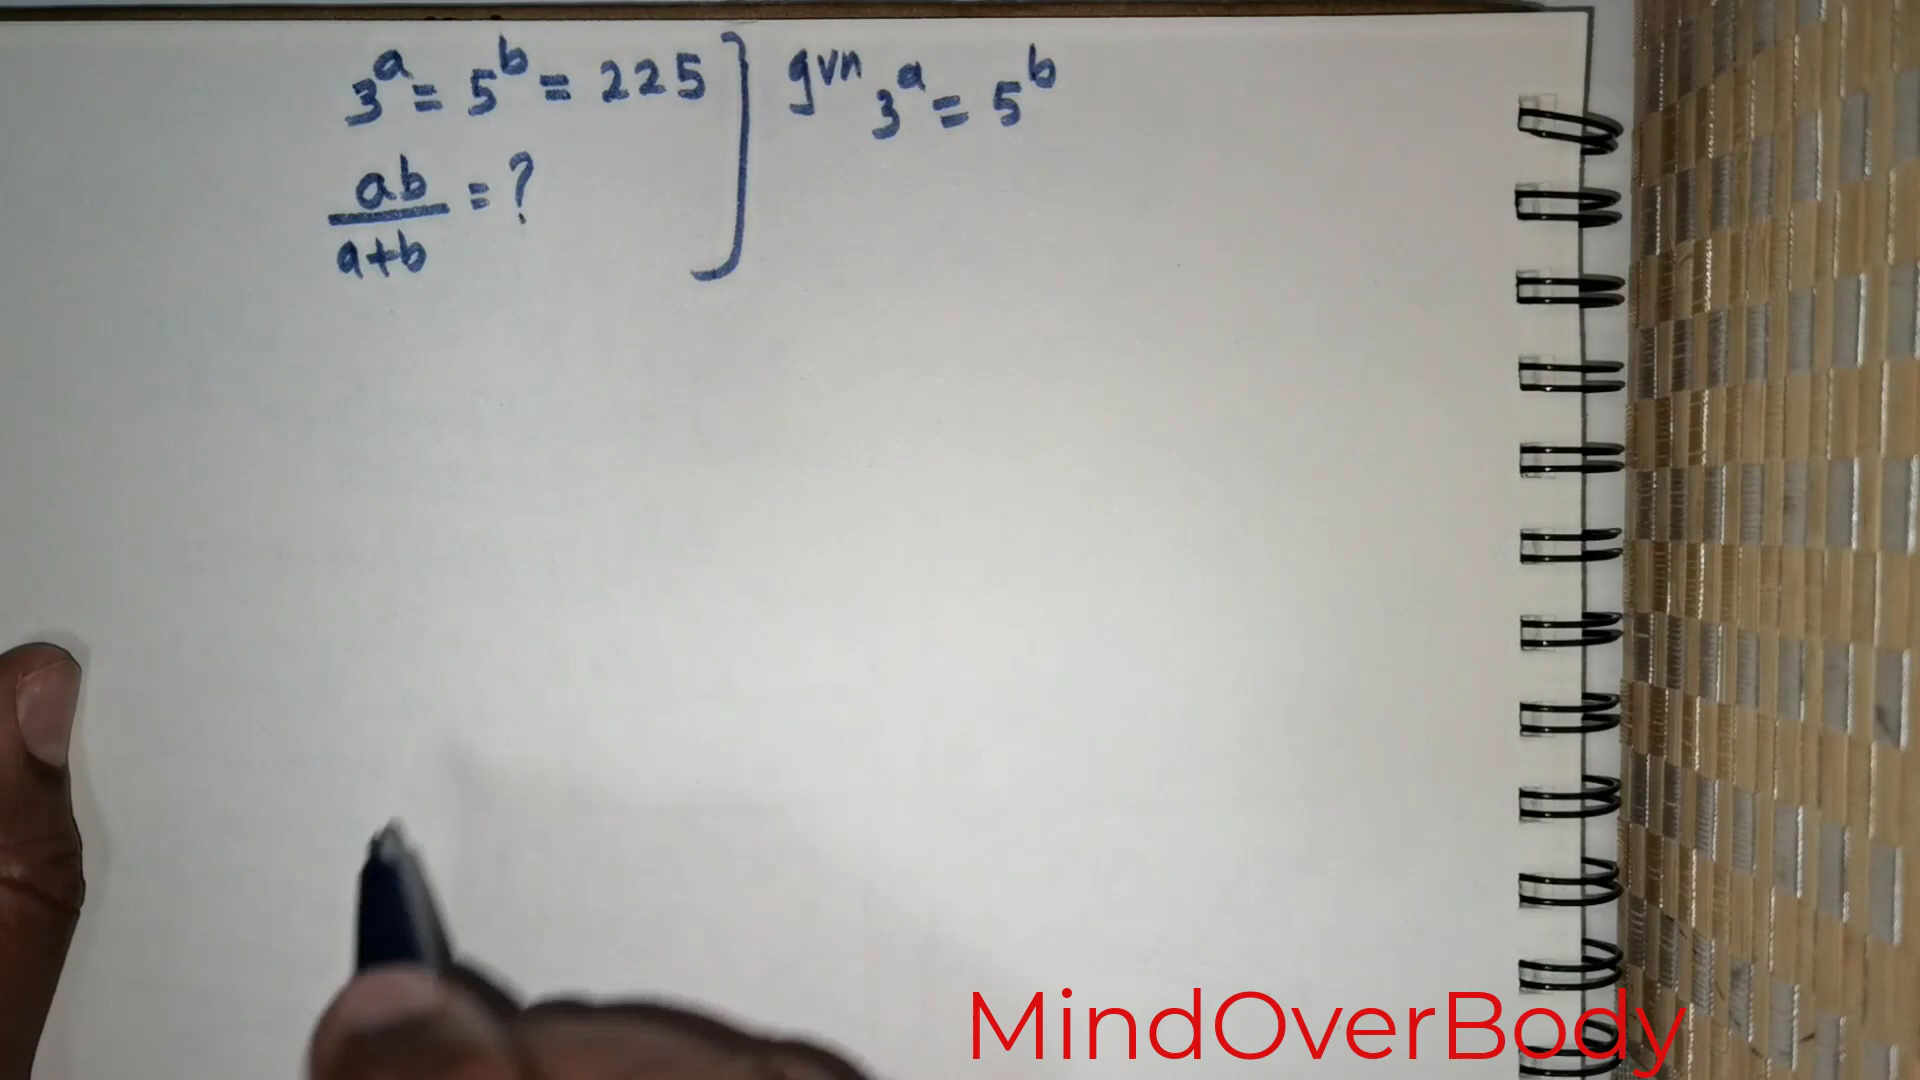 3^a = 5^b = 225
ab/a+b = ?
gvn 3^a = 5^b
MindOverBody